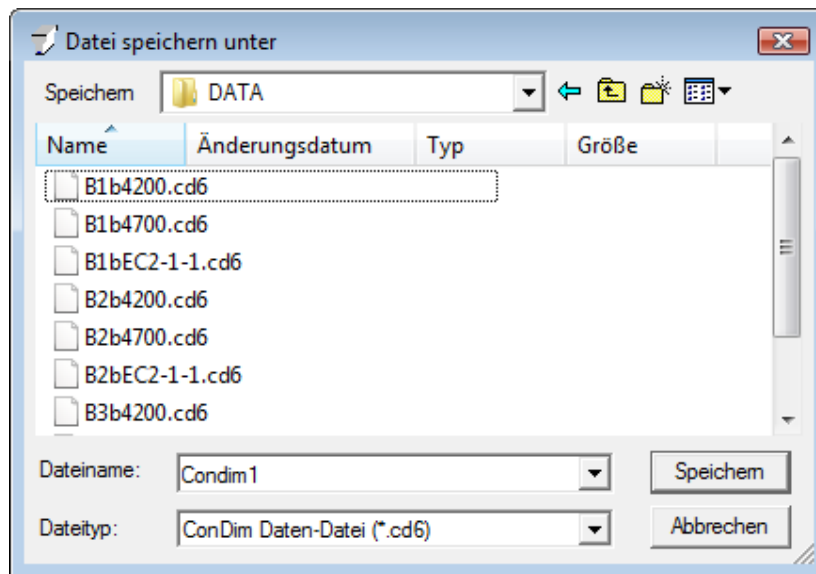 Datei speichern unter
Speichern DATA
Name Änderungsdatum Typ Größe
B1b4200.cd6
B1b4700.cd6
B1bEC2-1-1.cd6
B2b4200.cd6
B2b4700.cd6
B2bEC2-1-1.cd6
B3b4200.cd6
Dateiname: Condim1 Speichern
Dateityp: ConDim Daten-Datei (*.cd6) Abbrechen